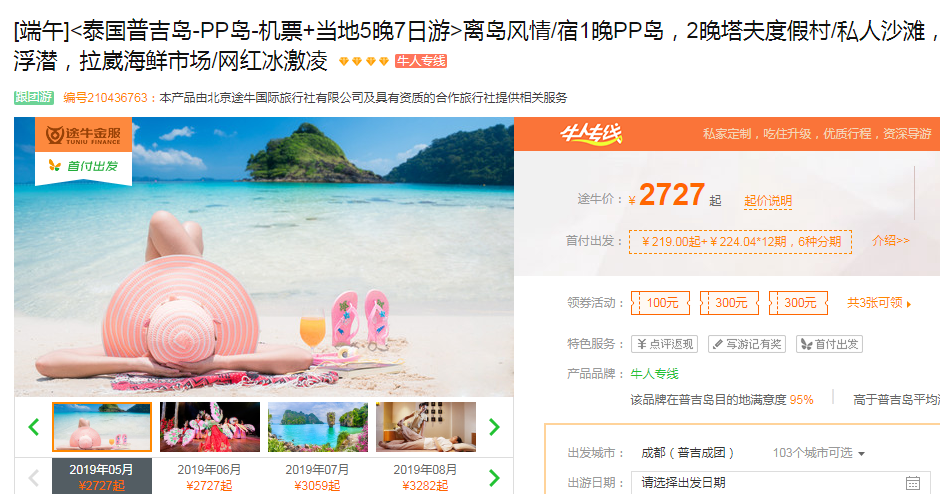 [端午]<泰国普吉岛-PP岛-机票+当地5晚7日游>离岛风情/宿1晚PP岛，2晚塔夫度假村/私人沙滩，
浮潜，拉崴海鲜市场/网红冰激凌 牛人专线
跟团游 编号210436763：本产品由北京途牛国际旅行社有限公司及具有资质的合作旅行社提供相关服务
途牛金服
TUNIU FINANCE
首付出发
牛人专线 私家定制，吃住升级，优质行程，资深导游
途牛价： ¥ 2727 起 起价说明
首付出发： ¥219.00起+¥224.04*12期，6种分期 介绍>>
领券活动： 100元 300元 300元 共3张可领
特色服务： ¥点评返现 写游记有奖 首付出发
产品品牌： 牛人专线
该品牌在普吉岛目的地满意度 95% 高于普吉岛平均
出发城市： 成都（普吉成团） 103个城市可选
出游日期： 请选择出发日期
2019年05月 2019年06月 2019年07月 2019年08月
¥2727起 ¥2727起 ¥3059起 ¥3282起